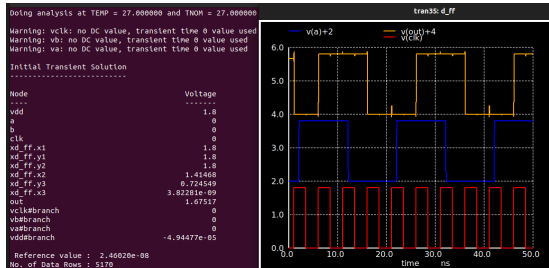 Doing analysis at TEMP = 27.000000 and TNOM = 27.000000
Warning: vclk: no DC value, transient time 0 value used
Warning: vb: no DC value, transient time 0 value used
Warning: va: no DC value, transient time 0 value used
Initial Transient Solution
--------------------------
Node Voltage
---- -------
vdd 1.8
a 0
b 0
clk 0
xd_ff.x1 1.8
xd_ff.y1 1.8
xd_ff.y2 1.8
xd_ff.x2 1.41468
xd_ff.y3 0.724549
xd_ff.x3 3.82281e-09
out 1.67517
vclk#branch 0
vb#branch 0
va#branch 0
vdd#branch -4.94477e-05
Reference value : 2.46020e-08
No. of Data Rows : 5170
tran35: d_ff
v(a)+2 v(out)+4
v(clk)
6.0
5.0
4.0
3.0
2.0
1.0
0.0
0.0 10.0 20.0 30.0 40.0 50.0
time ns